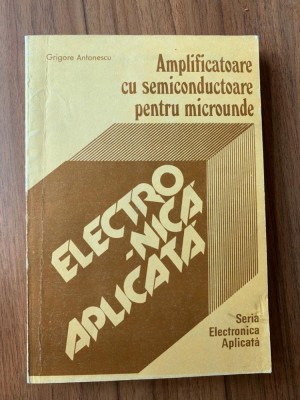 Grigore Antonescu
Amplificatoare
cu semiconductoare
pentru microunde
ELECTRO
-NICĂ
APLICATĂ
Seria
Electronica
Aplicată